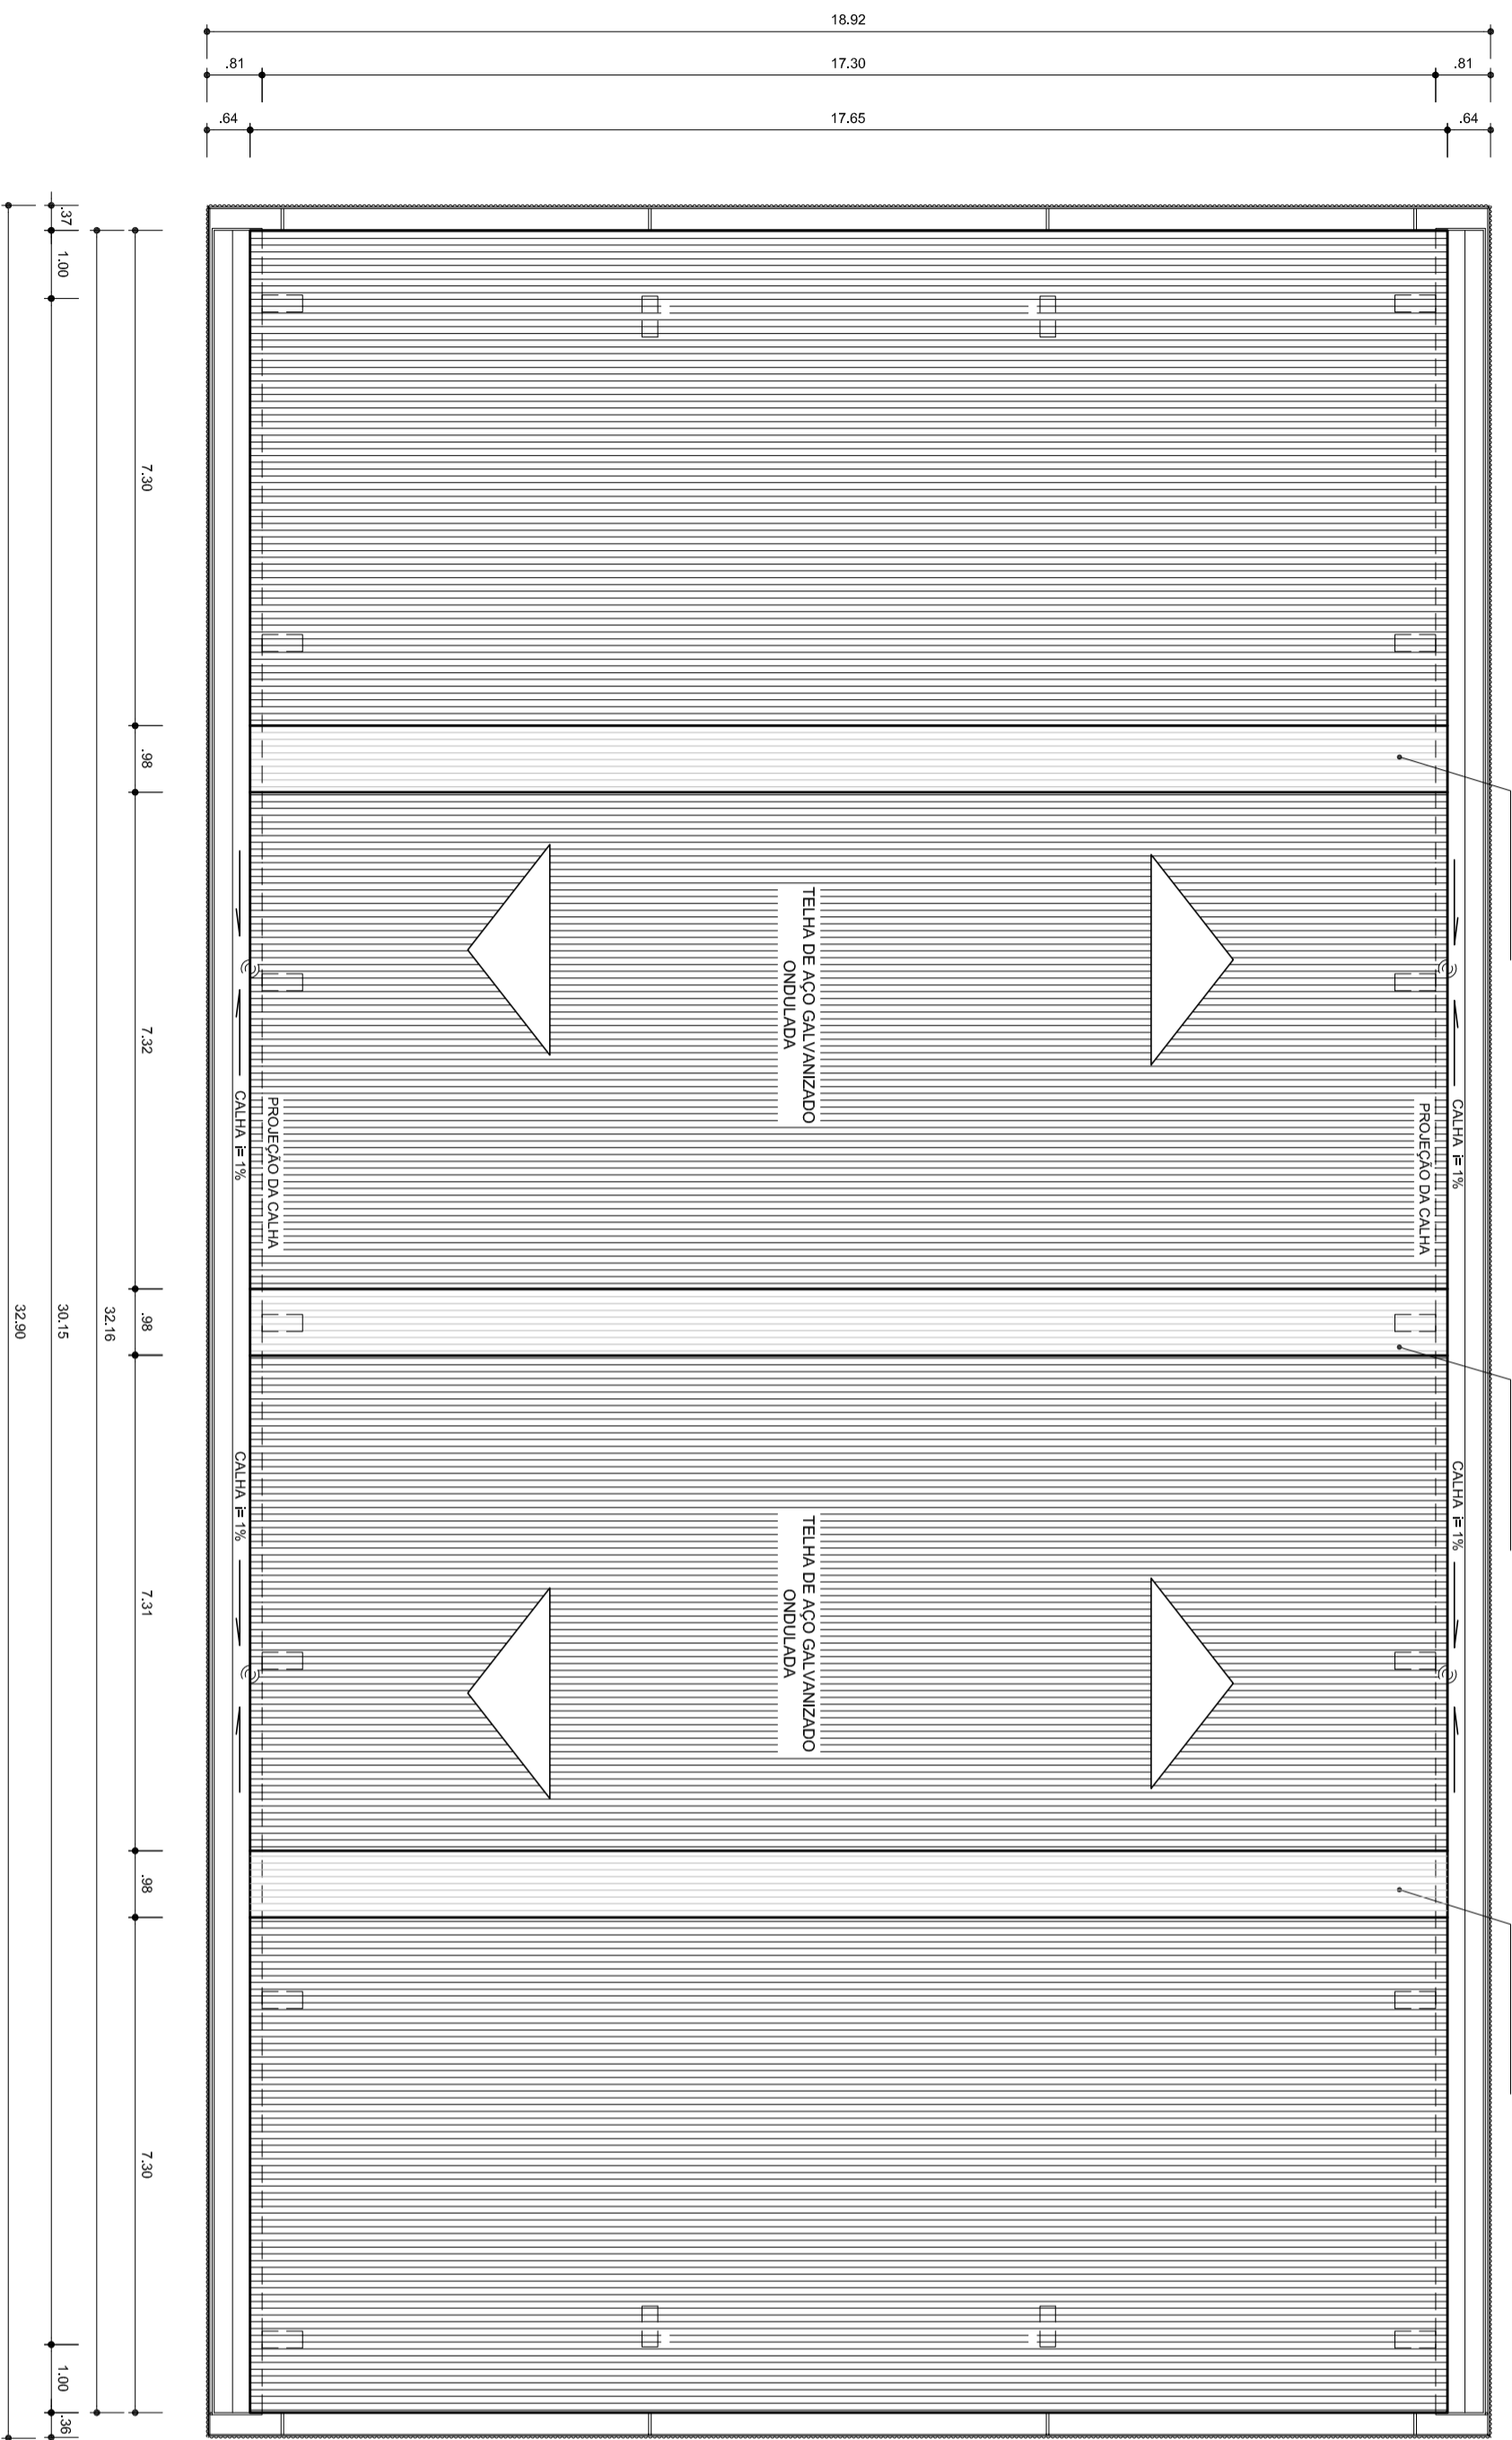 18.92
.81
17.30
.81
.64
17.65
.64
.37
1.00
7.30
.98
7.32
.98
7.31
.98
7.30
32.16
30.15
32.90
1.00
.36
TELHA DE AÇO GALVANIZADO
ONDULADA
CALHA i= 1%
PROJEÇÃO DA CALHA
PROJEÇÃO DA CALHA
CALHA i= 1%
CALHA i= 1%
TELHA DE AÇO GALVANIZADO
ONDULADA
CALHA i= 1%